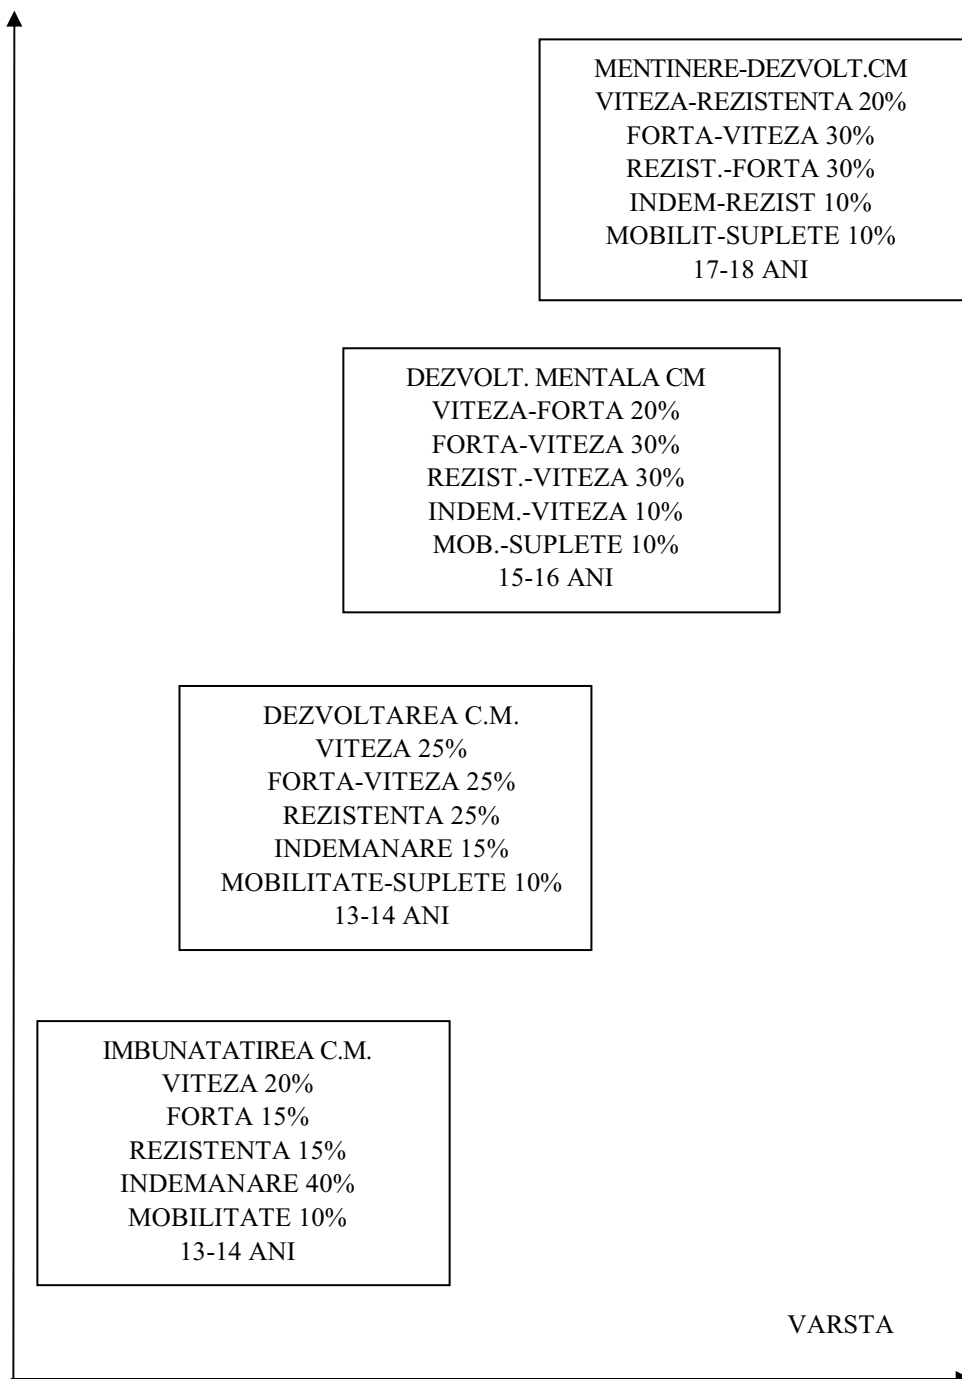 MENTINERE-DEZVOLT.CM
VITEZA-REZISTENTA 20%
FORTA-VITEZA 30%
REZIST.-FORTA 30%
INDEM-REZIST 10%
MOBILIT-SUPLETE 10%
17-18 ANI
DEZVOLT. MENTALA CM
VITEZA-FORTA 20%
FORTA-VITEZA 30%
REZIST.-VITEZA 30%
INDEM.-VITEZA 10%
MOB.-SUPLETE 10%
15-16 ANI
DEZVOLTAREA C.M.
VITEZA 25%
FORTA-VITEZA 25%
REZISTENTA 25%
INDEMANARE 15%
MOBILITATE-SUPLETE 10%
13-14 ANI
IMBUNATATIREA C.M.
VITEZA 20%
FORTA 15%
REZISTENTA 15%
INDEMANARE 40%
MOBILITATE 10%
13-14 ANI
VARSTA